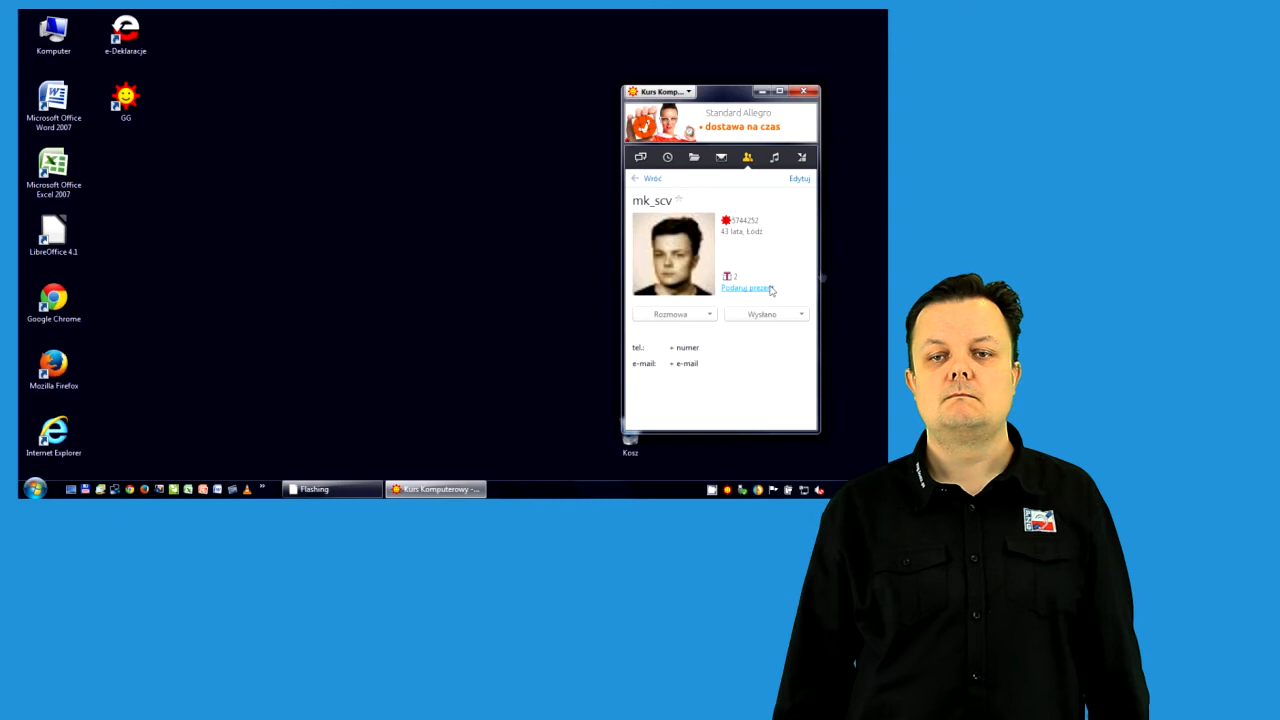 Komputer
e-Deklaracje
Microsoft Office
Word 2007
GG
Microsoft Office
Excel 2007
LibreOffice 4.1
Google Chrome
Mozilla Firefox
Internet Explorer
Kosz
Kurs Komp...
Standard Allegro
• dostawa na czas
Wróć
Edytuj
mk_scv
5744252
43 lata, Łódź
2
Podaruj prezent
Rozmowa
Wysłano
tel.: + numer
e-mail: + e-mail
Flashing
Kurs Komputerowy -...